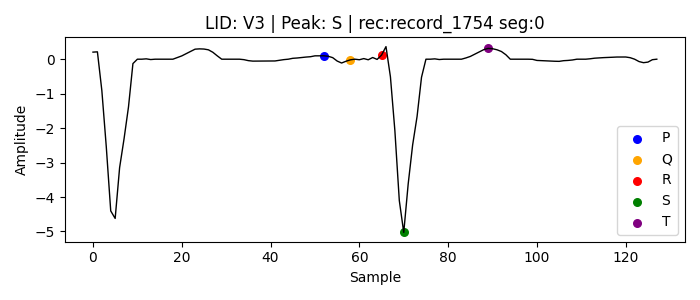 LID: V3 | Peak: S | rec:record_1754 seg:0
Amplitude
0
−1
−2
−3
−4
−5
P
Q
R
S
T
0 20 40 60 80 100 120
Sample